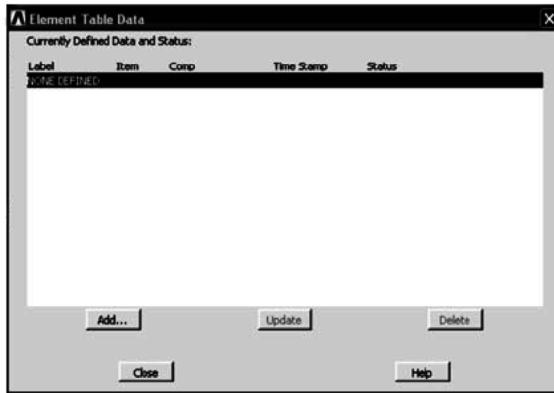 Element Table Data
Currently Defined Data and Status:
Label Item Comp Time Stamp Status
NONE DEFINED
Add... Update Delete
Close Help